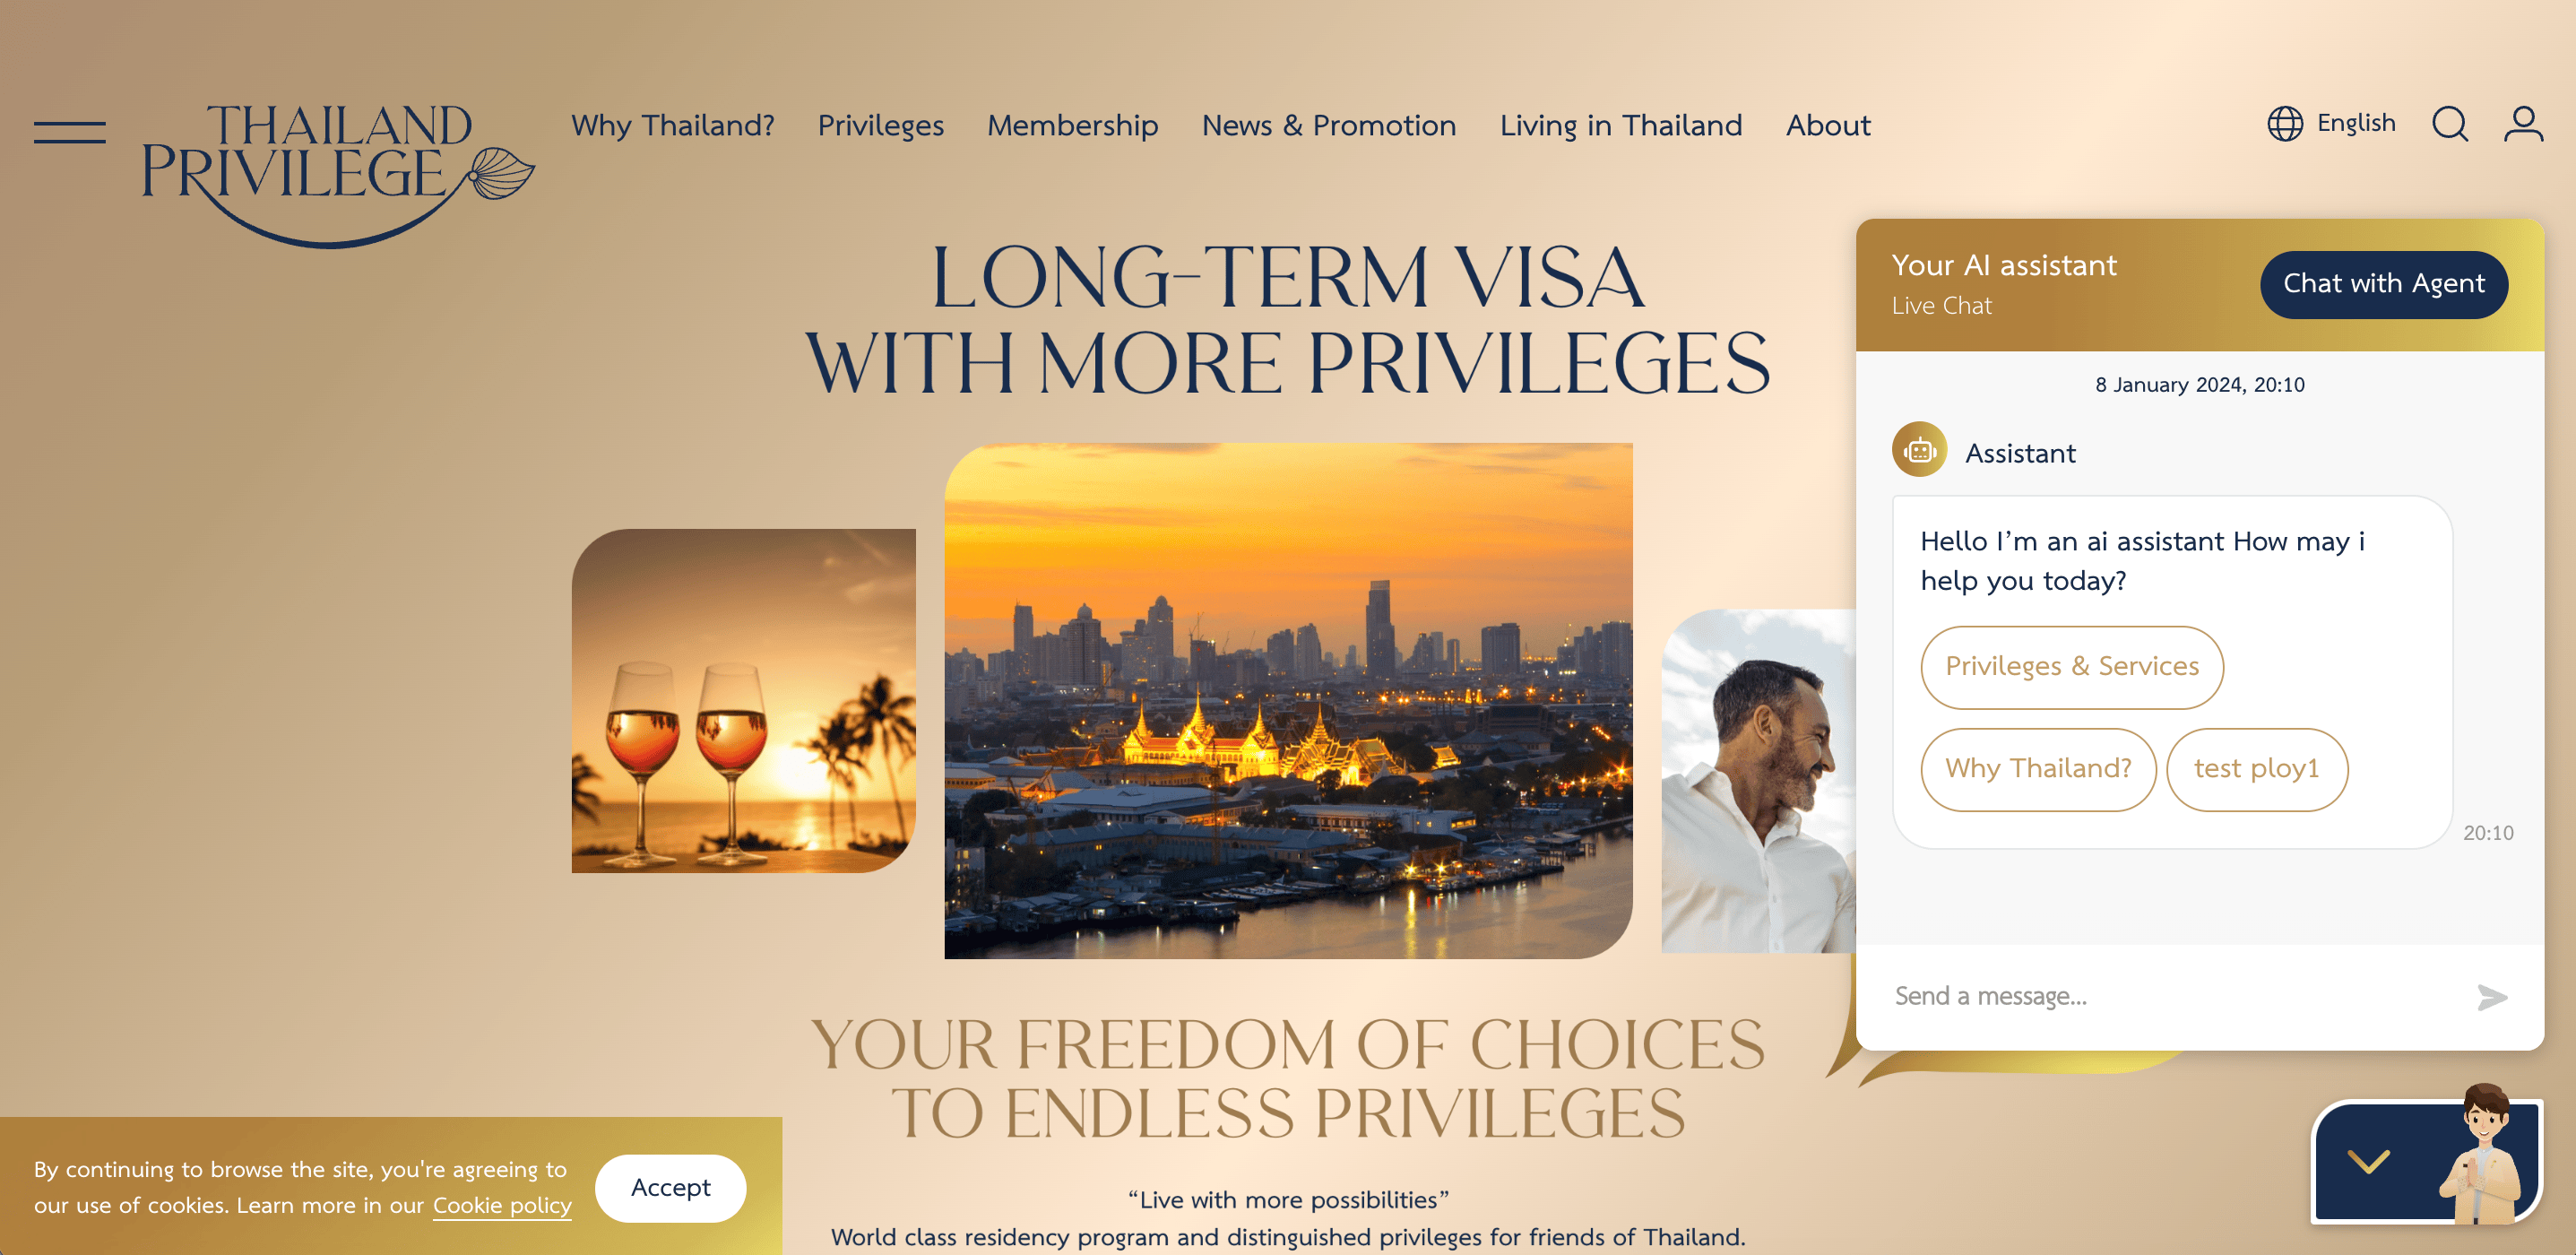 THAILAND
PRIVILEGE
Why Thailand?
Privileges
Membership
News & Promotion
Living in Thailand
About
English
LONG-TERM VISA
WITH MORE PRIVILEGES
YOUR FREEDOM OF CHOICES
TO ENDLESS PRIVILEGES
“Live with more possibilities”
World class residency program and distinguished privileges for friends of Thailand.
Your AI assistant
Live Chat
Chat with Agent
8 January 2024, 20:10
Assistant
Hello I’m an ai assistant How may i
help you today?
Privileges & Services
Why Thailand?
test ploy1
20:10
Send a message...
By continuing to browse the site, you're agreeing to
our use of cookies. Learn more in our Cookie policy
Accept